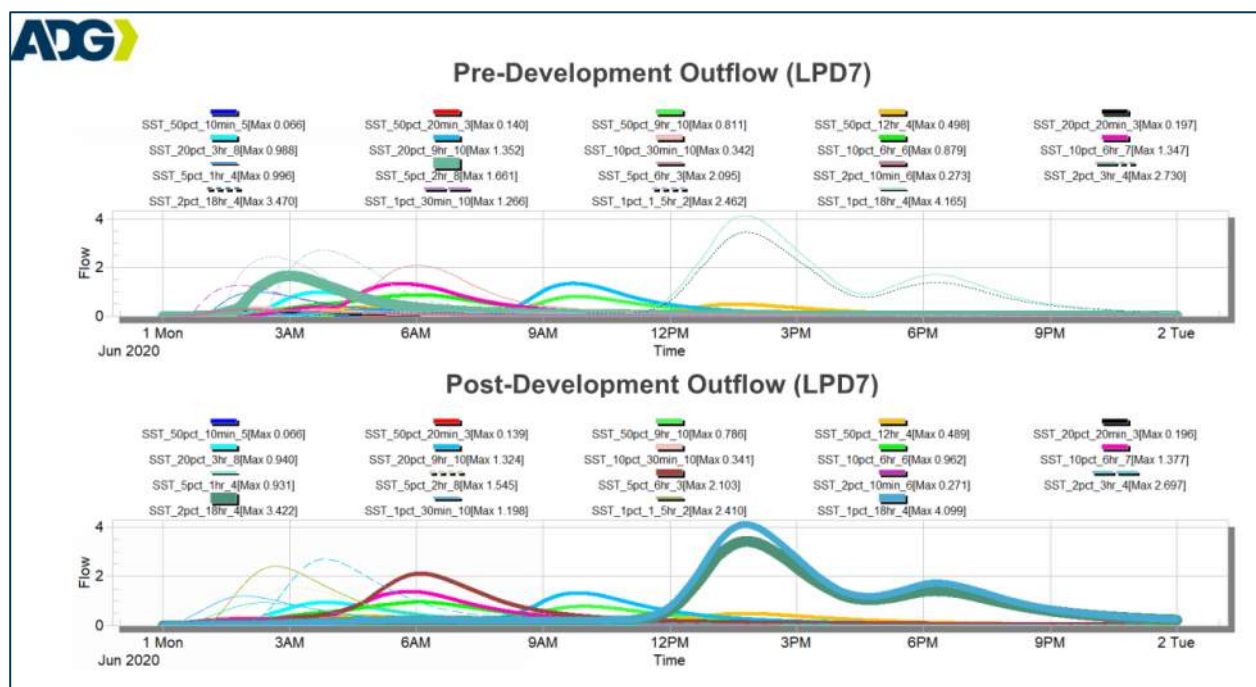 ADG
Pre-Development Outflow (LPD7)
SST_50pct_10min_5[Max 0.066] SST_50pct_20min_3[Max 0.140] SST_50pct_9hr_10[Max 0.811] SST_50pct_12hr_4[Max 0.498] SST_20pct_20min_3[Max 0.197]
SST_20pct_3hr_8[Max 0.988] SST_20pct_9hr_10[Max 1.352] SST_10pct_30min_10[Max 0.342] SST_10pct_6hr_6[Max 0.879] SST_10pct_6hr_7[Max 1.347]
SST_5pct_1hr_4[Max 0.996] SST_5pct_2hr_8[Max 1.661] SST_5pct_6hr_3[Max 2.095] SST_2pct_10min_6[Max 0.273] SST_2pct_3hr_4[Max 2.730]
SST_2pct_18hr_4[Max 3.470] SST_1pct_30min_10[Max 1.266] SST_1pct_1_5hr_2[Max 2.462] SST_1pct_18hr_4[Max 4.165]
4
2
0
Flow
1 Mon 3AM 6AM 9AM 12PM 3PM 6PM 9PM 2 Tue
Jun 2020 Time
Post-Development Outflow (LPD7)
SST_50pct_10min_5[Max 0.066] SST_50pct_20min_3[Max 0.139] SST_50pct_9hr_10[Max 0.786] SST_50pct_12hr_4[Max 0.489] SST_20pct_20min_3[Max 0.196]
SST_20pct_3hr_8[Max 0.940] SST_20pct_9hr_10[Max 1.324] SST_10pct_30min_10[Max 0.341] SST_10pct_6hr_6[Max 0.962] SST_10pct_6hr_7[Max 1.377]
SST_5pct_1hr_4[Max 0.931] SST_5pct_2hr_8[Max 1.545] SST_5pct_6hr_3[Max 2.103] SST_2pct_10min_6[Max 0.271] SST_2pct_3hr_4[Max 2.697]
SST_2pct_18hr_4[Max 3.422] SST_1pct_30min_10[Max 1.198] SST_1pct_1_5hr_2[Max 2.410] SST_1pct_18hr_4[Max 4.099]
4
2
0
Flow
1 Mon 3AM 6AM 9AM 12PM 3PM 6PM 9PM 2 Tue
Jun 2020 Time